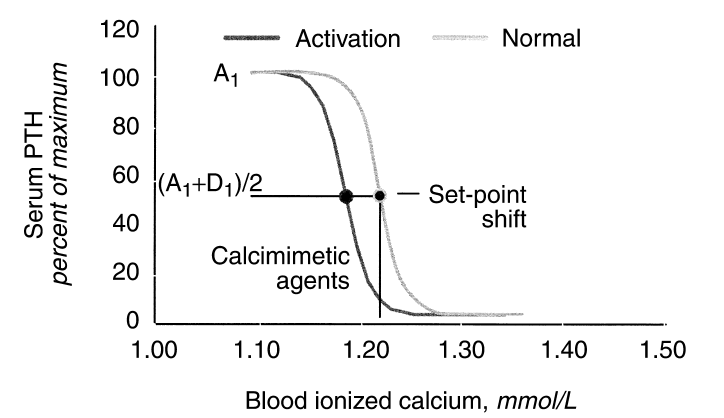 120
Activation
Normal
100
A1
80
60
(A1+D1)/2
Set-point
shift
40
Calcimimetic
agents
20
0
1.00
1.10
1.20
1.30
1.40
1.50
Serum PTH
percent of maximum
Blood ionized calcium, mmol/L